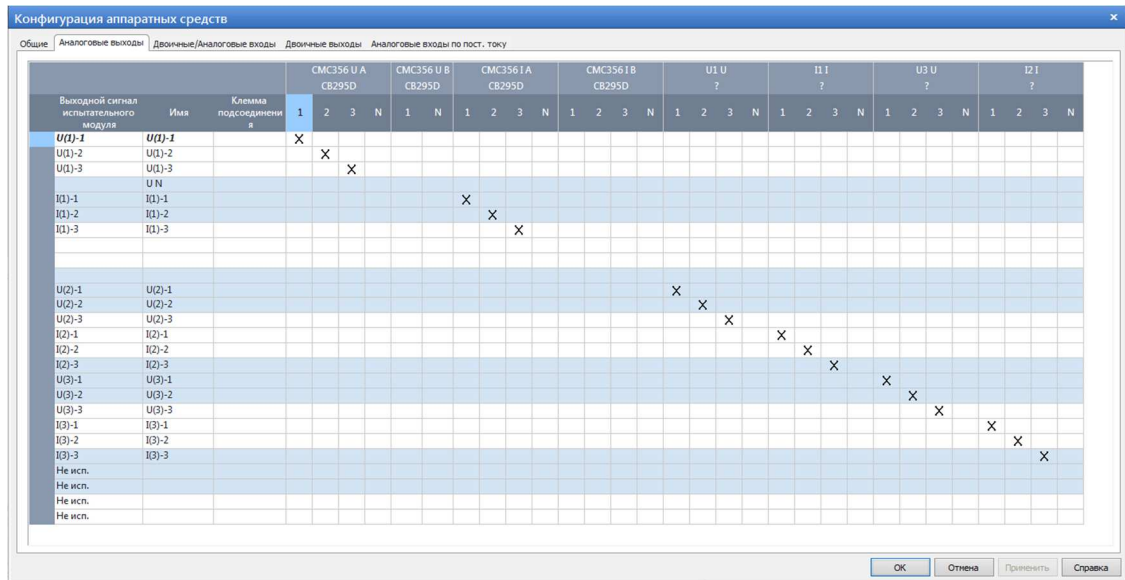 Конфигурация аппаратных средств x
Общие Аналоговые выходы Двоичные/Аналоговые входы Двоичные выходы Аналоговые входы по пост. току
CMC356 U A CMC356 U B CMC356 I A CMC356 I B U1 U I1 I U3 U I2 I
CB295D CB295D CB295D CB295D ? ? ? ?
Выходной сигнал
испытательного
модуля
Имя
Клемма
подсоединени
я
1 2 3 N 1 N 1 2 3 N 1 2 3 N 1 2 3 N 1 2 3 N 1 2 3 N 1 2 3 N
U(1)-1 U(1)-1 X
U(1)-2 U(1)-2 X
U(1)-3 U(1)-3 X
U N
I(1)-1 I(1)-1 X
I(1)-2 I(1)-2 X
I(1)-3 I(1)-3 X
U(2)-1 U(2)-1 X
U(2)-2 U(2)-2 X
U(2)-3 U(2)-3 X
I(2)-1 I(2)-1 X
I(2)-2 I(2)-2 X
I(2)-3 I(2)-3 X
U(3)-1 U(3)-1 X
U(3)-2 U(3)-2 X
U(3)-3 U(3)-3 X
I(3)-1 I(3)-1 X
I(3)-2 I(3)-2 X
I(3)-3 I(3)-3 X
Не исп.
Не исп.
Не исп.
Не исп.
OK Отмена Применить Справка